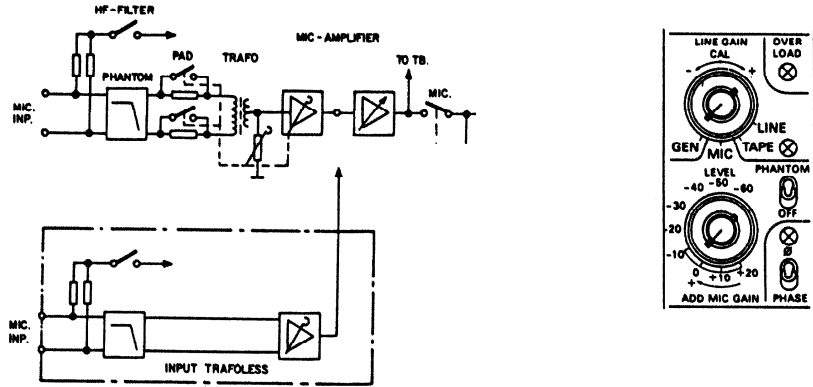 HF-FILTER
MIC-AMPLIFIER
PAD
TRAFO
TO TB.
PHANTOM
MIC.
MIC.
INP.
MIC.
INP.
INPUT TRAFOLESS
LINE GAIN
CAL
- +
OVER
LOAD
LINE
GEN MIC TAPE
LEVEL
-40 -50 -60
-30
-20
-10
0 +10 +20
+
ADD MIC GAIN
PHANTOM
OFF
ø
PHASE